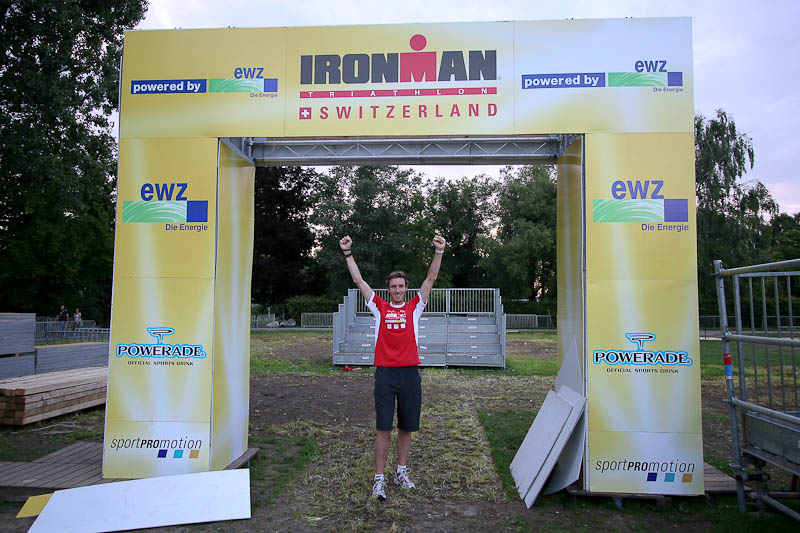 powered by ewz
Die Energie
IRONMAN
TRIATHLON
SWITZERLAND
powered by ewz
Die Energie
ewz
Die Energie
ewz
Die Energie
POWERADE
OFFICIAL SPORTS DRINK
POWERADE
OFFICIAL SPORTS DRINK
sportPROmotion
sportPROmotion